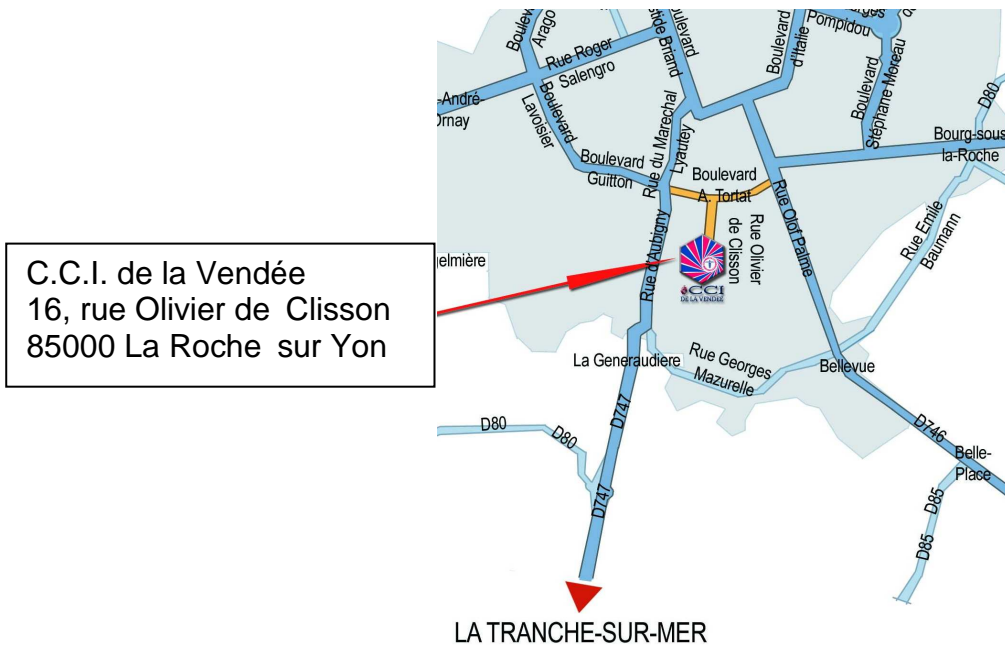 C.C.I. de la Vendée
16, rue Olivier de Clisson
85000 La Roche sur Yon
Arago
Rue Roger
Salengro
Boulevard
Lavoisier
-André-
Boulevard
Guitton
Rue du Marechal
Lyautey
Briand
Boulevard
d'Italie
Pompidou
Boulevard
Stéphane Moreau
D80
Bourg-sous
-la-Roche
Boulevard
A. Tortat
Rue Olivier
de Clisson
Rue Olof Palme
Rue Emile
Baumann
Rue d'Aubigny
CCI
DE LA VENDÉE
La Generaudiere
Rue Georges
Mazurelle
Bellevue
D747
D747
D80
D80
D746
Belle-
Place
D85
D85
LA TRANCHE-SUR-MER